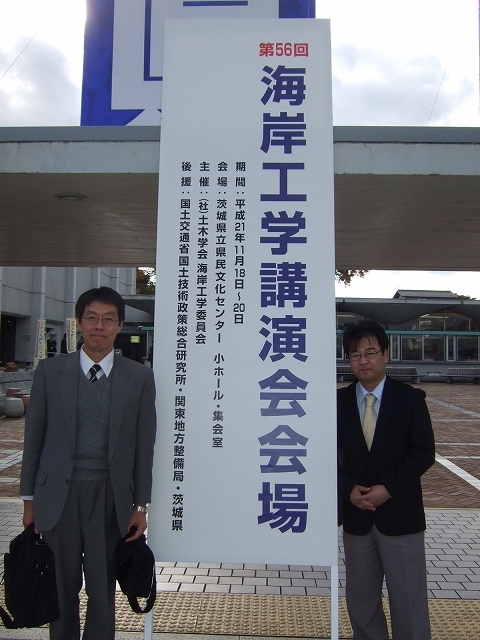 第56回
海岸工学講演会会場
期間：平成21年11月18日〜20日
会場：茨城県立県民文化センター 小ホール・集会室
主催：(社)土木学会 海岸工学委員会
後援：国土交通省国土技術政策総合研究所・関東地方整備局・茨城県